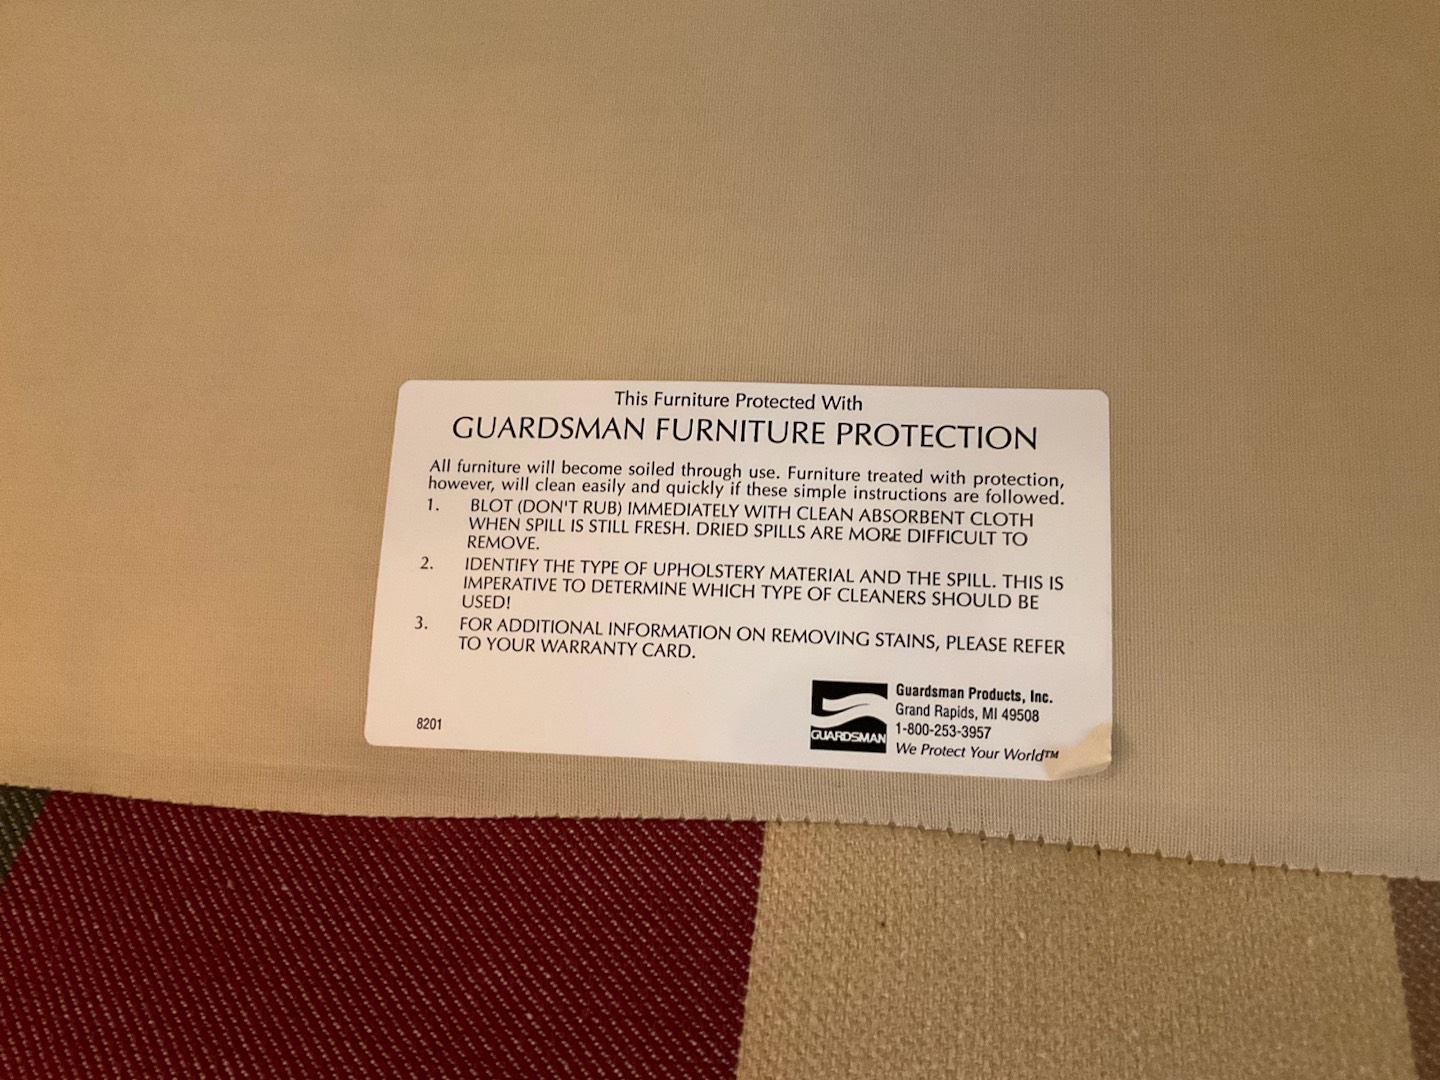 This Furniture Protected With
GUARDSMAN FURNITURE PROTECTION
All furniture will become soiled through use. Furniture treated with protection,
however, will clean easily and quickly if these simple instructions are followed.
1. BLOT (DON'T RUB) IMMEDIATELY WITH CLEAN ABSORBENT CLOTH
WHEN SPILL IS STILL FRESH. DRIED SPILLS ARE MORE DIFFICULT TO
REMOVE.
2. IDENTIFY THE TYPE OF UPHOLSTERY MATERIAL AND THE SPILL. THIS IS
IMPERATIVE TO DETERMINE WHICH TYPE OF CLEANERS SHOULD BE
USED!
3. FOR ADDITIONAL INFORMATION ON REMOVING STAINS, PLEASE REFER
TO YOUR WARRANTY CARD.
8201
GUARDSMAN
Guardsman Products, Inc.
Grand Rapids, MI 49508
1-800-253-3957
We Protect Your World™